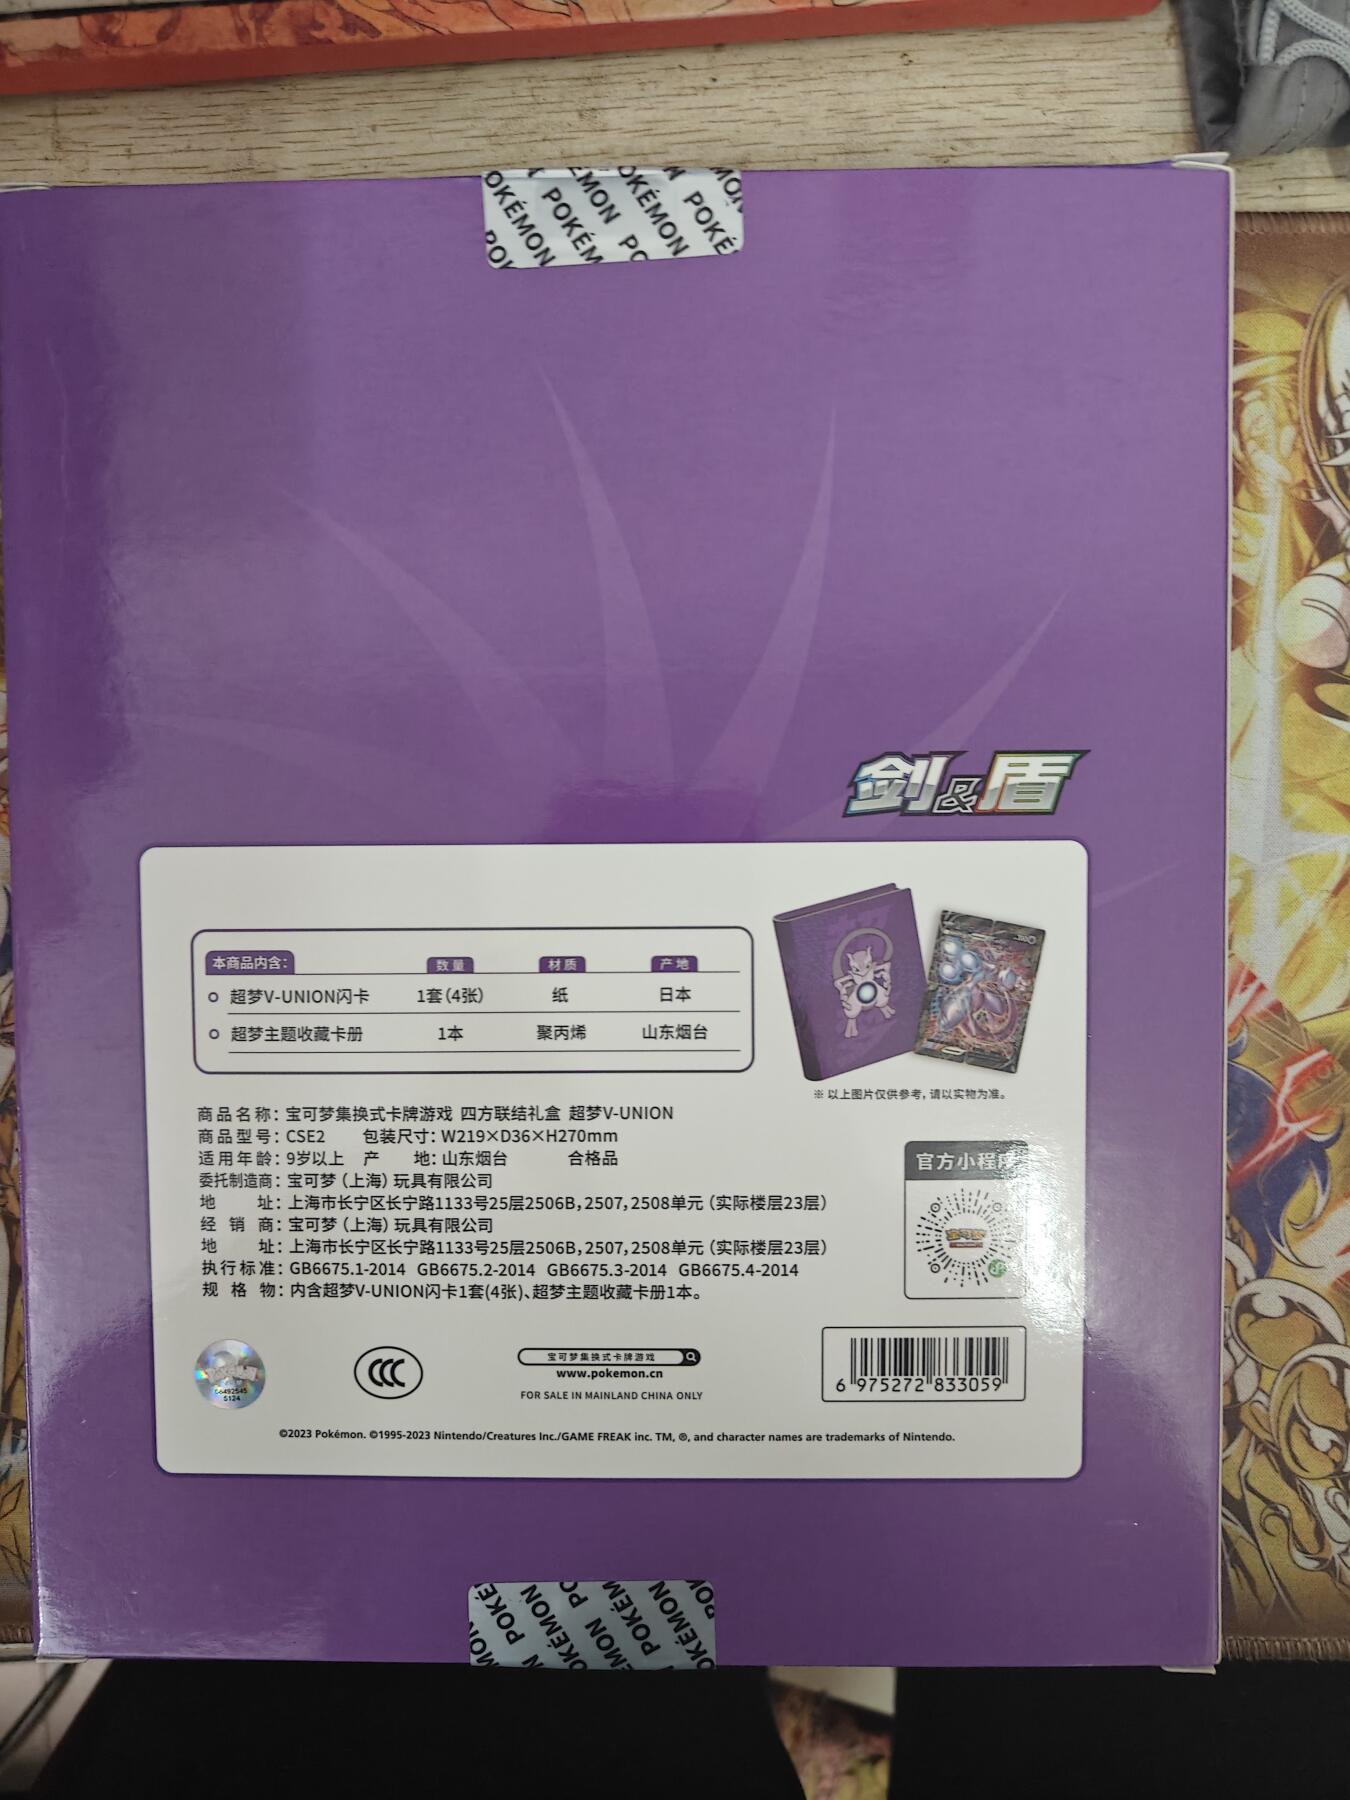 POKÉMON POKÉMON POKÉMON POKÉMON
剑&盾
本商品内含: 数量 材质 产地
超梦V-UNION闪卡 1套(4张) 纸 日本
超梦主题收藏卡册 1本 聚丙烯 山东烟台
※ 以上图片仅供参考,请以实物为准。
商品名称: 宝可梦集换式卡牌游戏 四方联结礼盒 超梦V-UNION
商品型号: CSE2 包装尺寸: W219×D36×H270mm
适用年龄: 9岁以上 产 地: 山东烟台 合格品
委托制造商: 宝可梦(上海)玩具有限公司
地 址: 上海市长宁区长宁路1133号25层2506B,2507,2508单元(实际楼层23层)
经 销 商: 宝可梦(上海)玩具有限公司
地 址: 上海市长宁区长宁路1133号25层2506B,2507,2508单元(实际楼层23层)
执行标准: GB6675.1-2014 GB6675.2-2014 GB6675.3-2014 GB6675.4-2014
规 格 物: 内含超梦V-UNION闪卡1套(4张)、超梦主题收藏卡册1本。
官方小程序
宝可梦
CCC
宝可梦集换式卡牌游戏
www.pokemon.cn
FOR SALE IN MAINLAND CHINA ONLY
6 975272 833059
©2023 Pokémon. ©1995-2023 Nintendo/Creatures Inc./GAME FREAK inc. TM, ®, and character names are trademarks of Nintendo.
POKÉMON POKÉMON POKÉMON POKÉMON